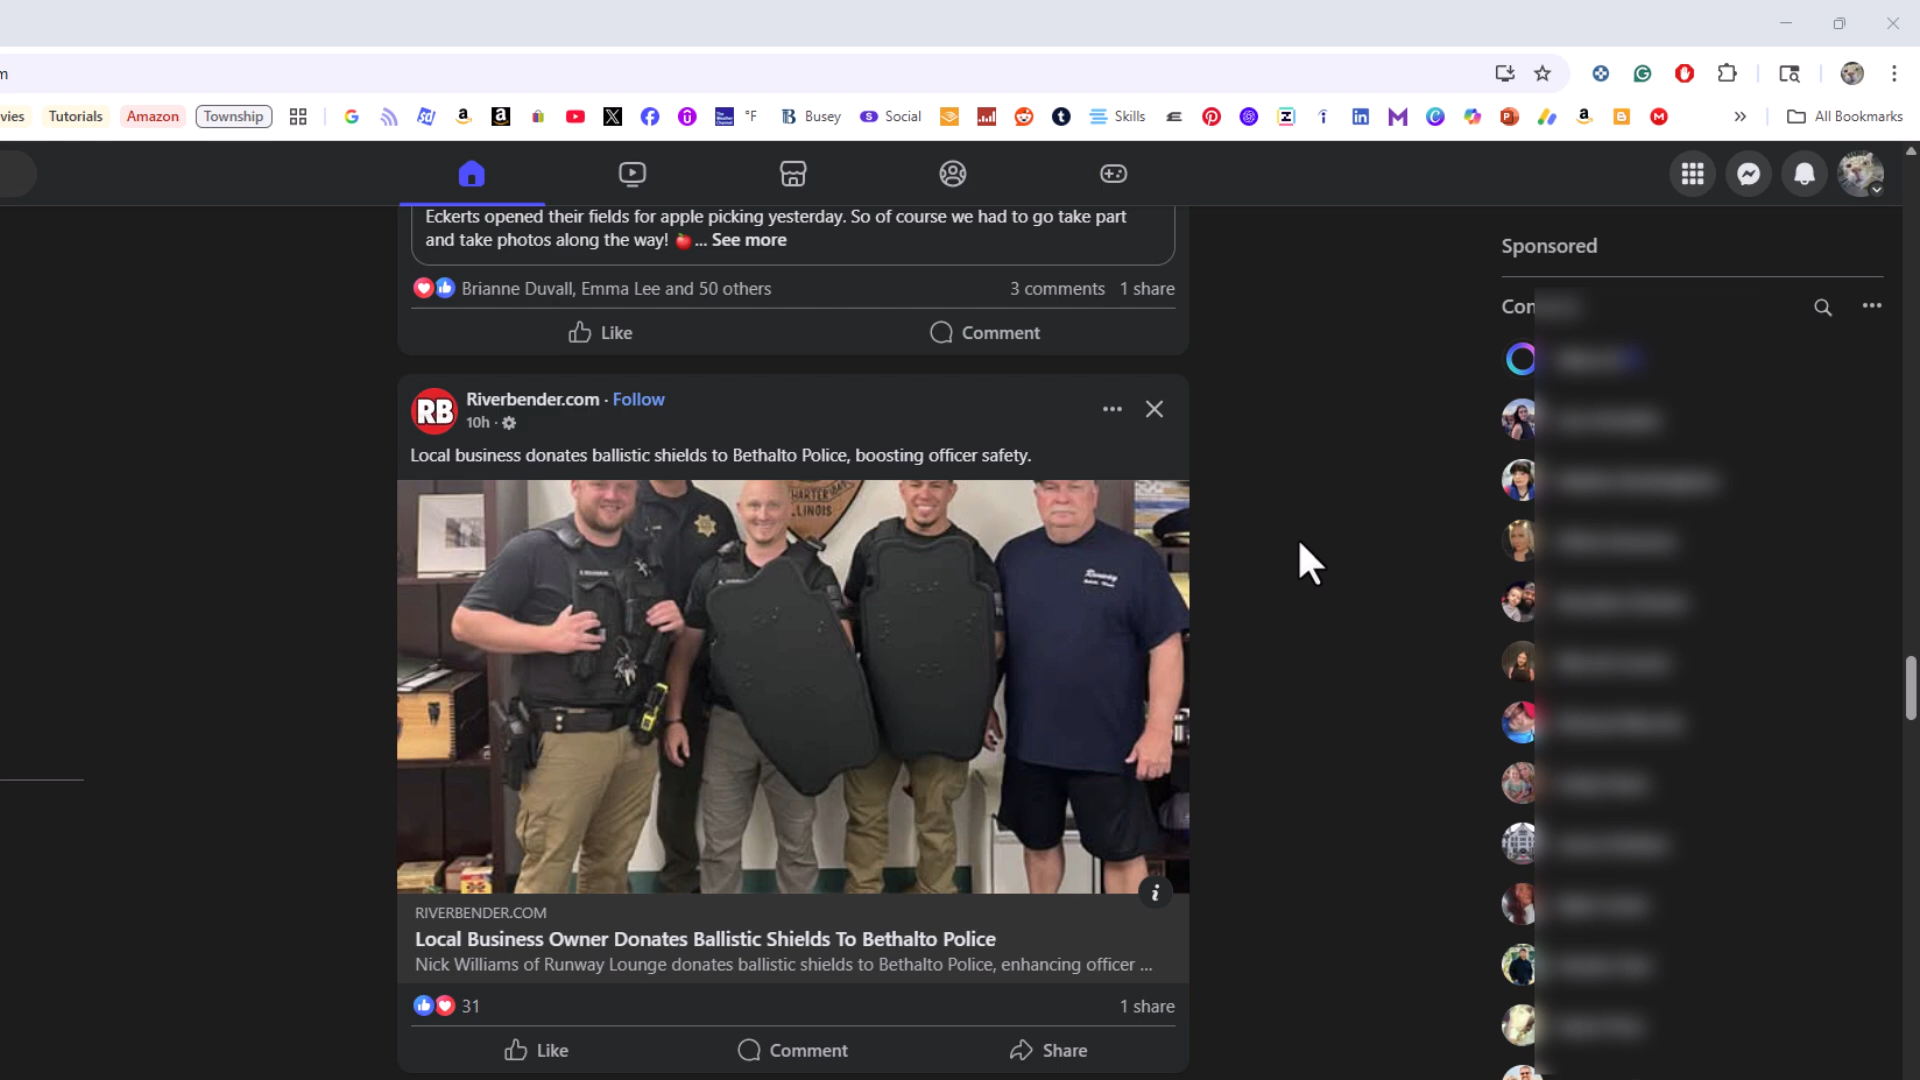 m
vies Tutorials Amazon Township °F Busey Social Skills All Bookmarks
Eckerts opened their fields for apple picking yesterday. So of course we had to go take part
and take photos along the way! 🍎... See more
Brianne Duvall, Emma Lee and 50 others 3 comments 1 share
Like Comment
Sponsored
Con
RB Riverbender.com · Follow
10h ·
Local business donates ballistic shields to Bethalto Police, boosting officer safety.
RIVERBENDER.COM
Local Business Owner Donates Ballistic Shields To Bethalto Police
Nick Williams of Runway Lounge donates ballistic shields to Bethalto Police, enhancing officer ...
31 1 share
Like Comment Share